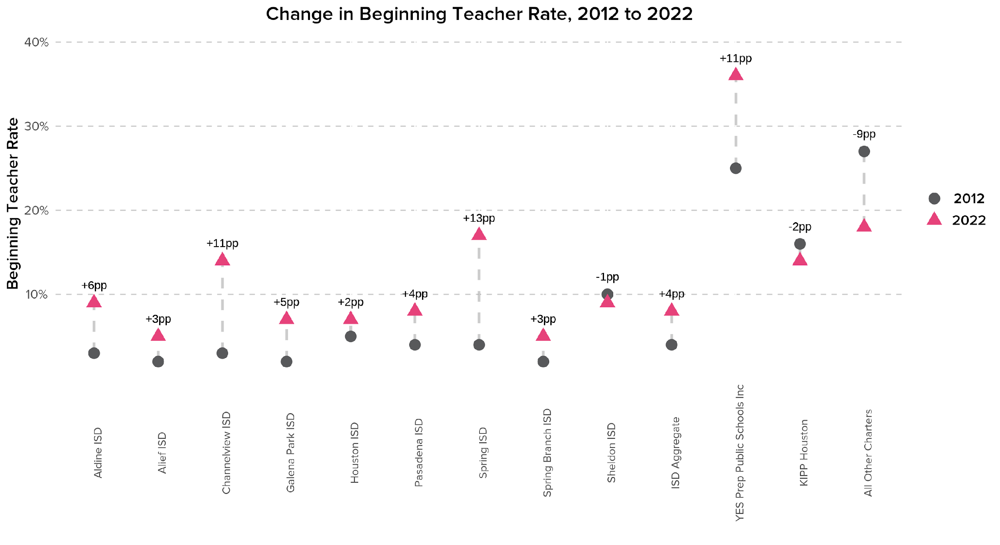 Change in Beginning Teacher Rate, 2012 to 2022
Beginning Teacher Rate
40%
30%
20%
10%
+6pp
+3pp
+11pp
+5pp
+2pp
+4pp
+13pp
+3pp
-1pp
+4pp
+11pp
-2pp
-9pp
2012
2022
Aldine ISD
Alief ISD
Channelview ISD
Galena Park ISD
Houston ISD
Pasadena ISD
Spring ISD
Spring Branch ISD
Sheldon ISD
ISD Aggregate
YES Prep Public Schools Inc
KIPP Houston
All Other Charters